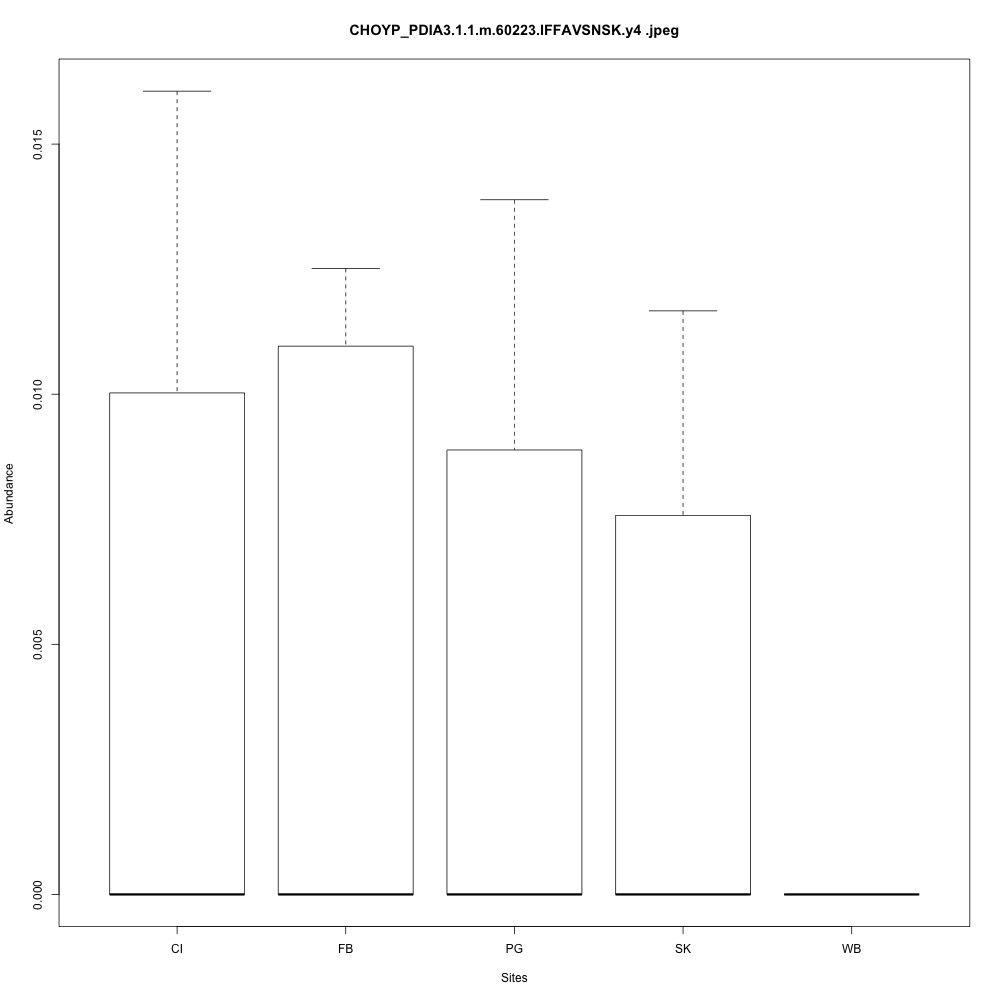 CHOYP_PDIA3.1.1.m.60223.IFFAVSNSK.y4 .jpeg
0.015
0.010
0.005
0.000
Abundance
CI FB PG SK WB
Sites